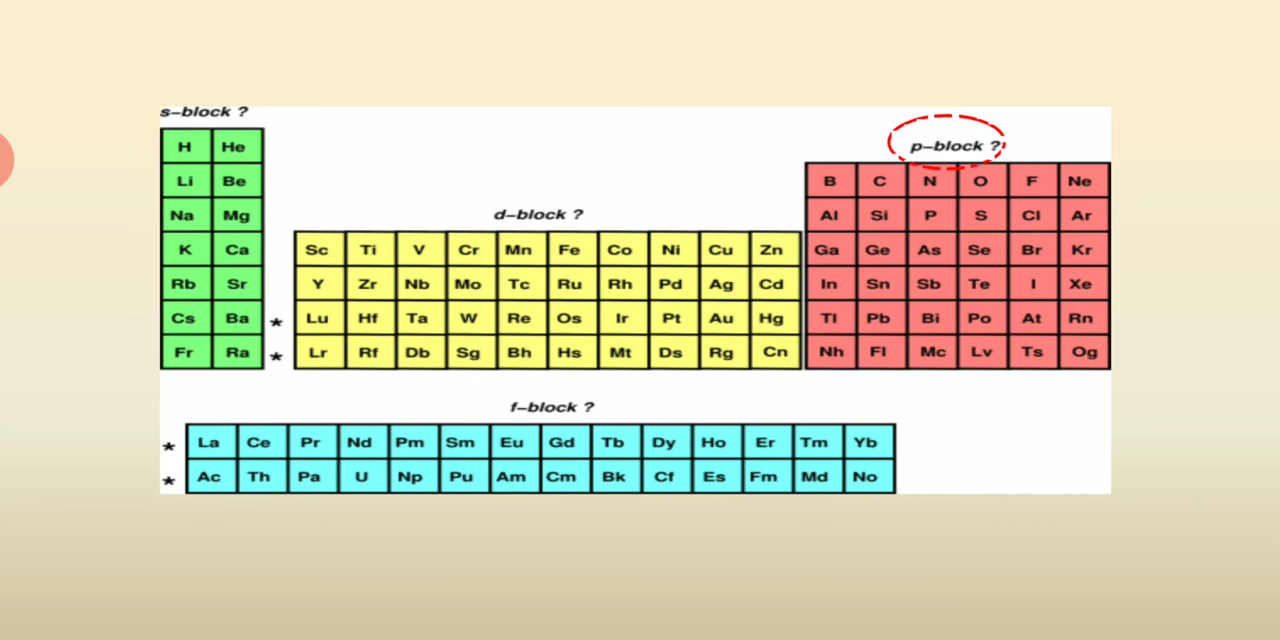 s-block ?
H He
p-block ?
Li Be B C N O F Ne
d-block ?
Na Mg Al Si P S Cl Ar
K Ca Sc Ti V Cr Mn Fe Co Ni Cu Zn Ga Ge As Se Br Kr
Rb Sr Y Zr Nb Mo Tc Ru Rh Pd Ag Cd In Sn Sb Te I Xe
Cs Ba * Lu Hf Ta W Re Os Ir Pt Au Hg Tl Pb Bi Po At Rn
Fr Ra * Lr Rf Db Sg Bh Hs Mt Ds Rg Cn Nh Fl Mc Lv Ts Og
f-block ?
* La Ce Pr Nd Pm Sm Eu Gd Tb Dy Ho Er Tm Yb
* Ac Th Pa U Np Pu Am Cm Bk Cf Es Fm Md No